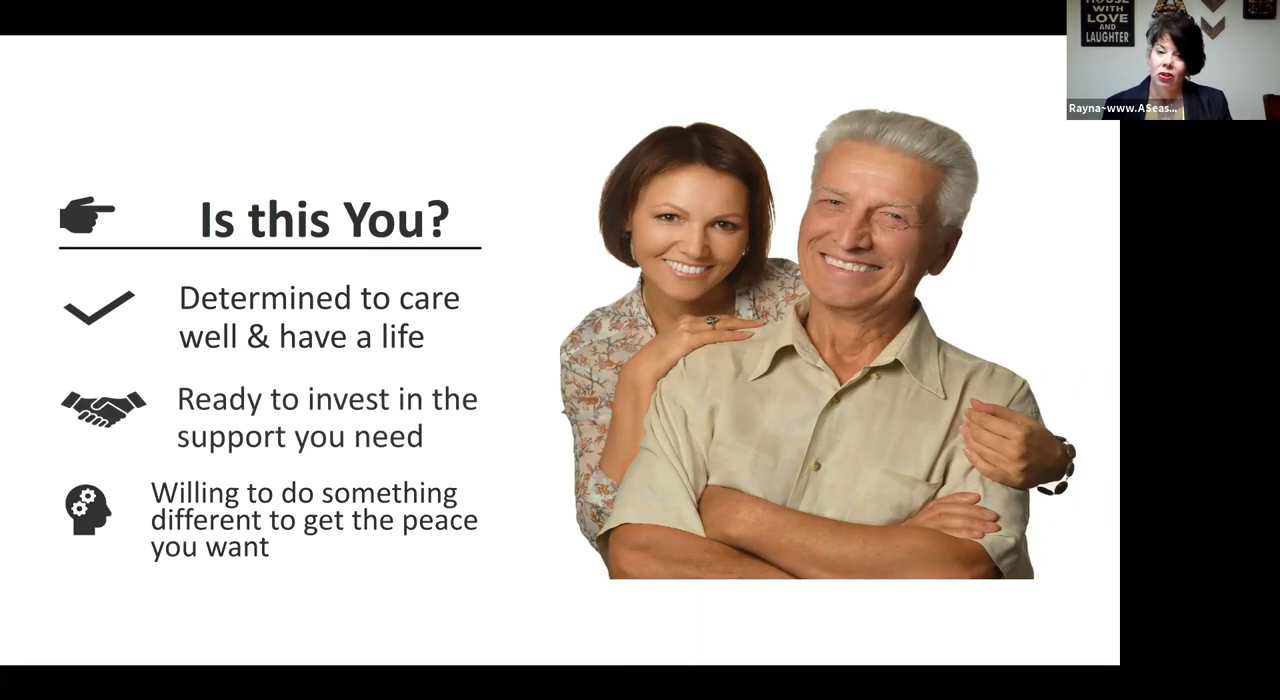 HOUSE
WITH
LOVE
AND
LAUGHTER
Rayna~www.ASeas...
Is this You?
Determined to care
well & have a life
Ready to invest in the
support you need
Willing to do something
different to get the peace
you want